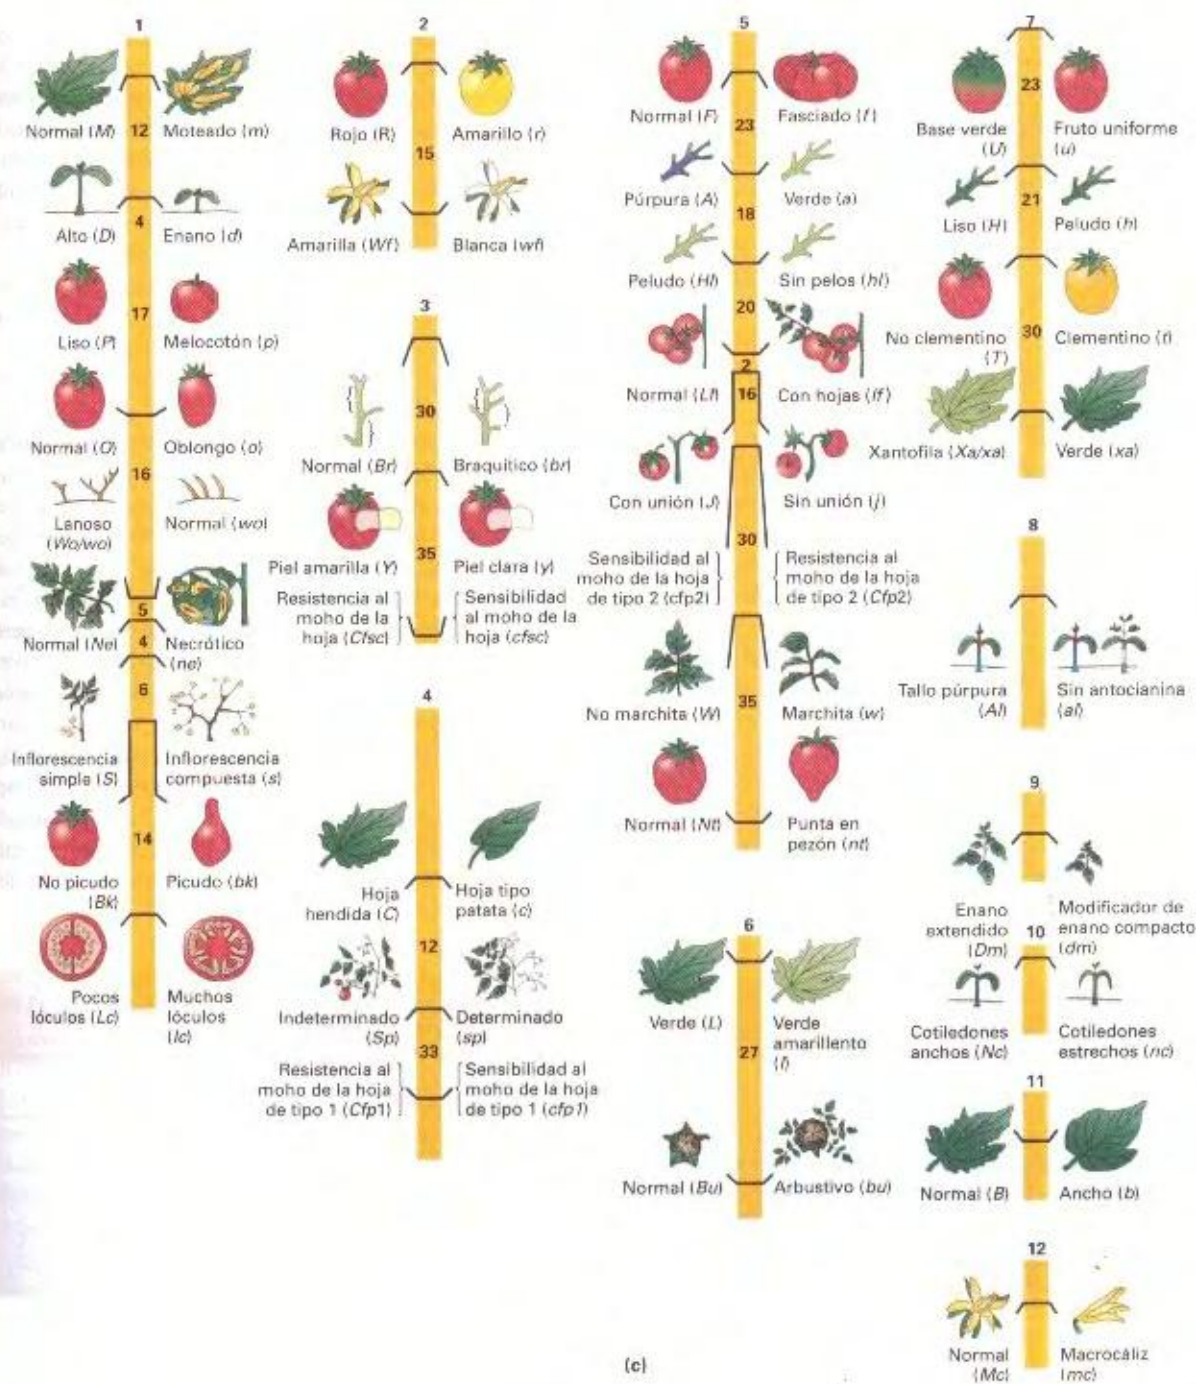 1
Normal (M)
12
Moteado (m)
Alto (D)
4
Enano (d)
17
Liso (P)
Melocotón (p)
Normal (O)
Oblongo (o)
16
Lanoso
(Wo/wo)
Normal (wo)
5
Normal (Ne)
4
Necrótico
(ne)
6
Inflorescencia
simple (S)
Inflorescencia
compuesta (s)
14
No picudo
(Bk)
Picudo (bk)
Pocos
lóculos (Lc)
Muchos
lóculos
(lc)
2
Rojo (R)
Amarillo (r)
15
Amarilla (Wf)
Blanca (wf)
3
30
Normal (Br)
Braquitico (br)
35
Piel amarilla (Y)
Piel clara (y)
Resistencia al
moho de la
hoja (Cfsc)
Sensibilidad
al moho de la
hoja (cfsc)
4
Hoja
hendida (C)
Hoja tipo
patata (c)
12
Indeterminado
(Sp)
Determinado
(sp)
33
Resistencia al
moho de la hoja
de tipo 1 (Cfp1)
Sensibilidad al
moho de la hoja
de tipo 1 (cfp1)
5
Normal (F)
Fasciado (f)
23
Púrpura (A)
Verde (a)
18
Peludo (Hl)
Sin pelos (hl)
20
2
Normal (Lf)
16
Con hojas (lf)
Con unión (J)
Sin unión (j)
30
Sensibilidad al
moho de la hoja
de tipo 2 (cfp2)
Resistencia al
moho de la hoja
de tipo 2 (Cfp2)
No marchita (W)
35
Marchita (w)
Normal (Nt)
Punta en
pezón (nt)
6
Verde (L)
Verde
amarillento
(l)
27
Normal (Bu)
Arbustivo (bu)
7
23
Base verde
(U)
Fruto uniforme
(u)
21
Liso (H)
Peludo (h)
No clementino
(T)
30
Clementino (t)
Xantofila (Xa/xa)
Verde (xa)
8
Tallo púrpura
(Al)
Sin antocianina
(al)
9
Enano
extendido
(Dm)
Modificador de
enano compacto
(dm)
10
Cotiledones
anchos (Nc)
Cotiledones
estrechos (nc)
11
Normal (B)
Ancho (b)
12
Normal
(Mc)
Macrocáliz
(mc)
(c)